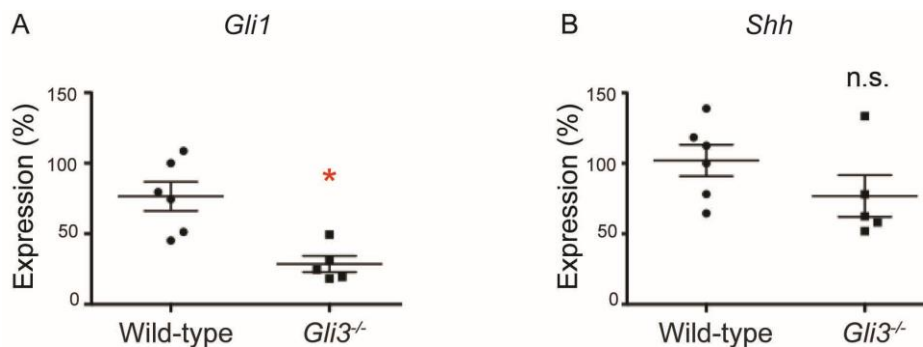 A
Gli1
Expression (%)
150
100
50
0
*
Wild-type
Gli3-/-
B
Shh
Expression (%)
150
100
50
0
n.s.
Wild-type
Gli3-/-